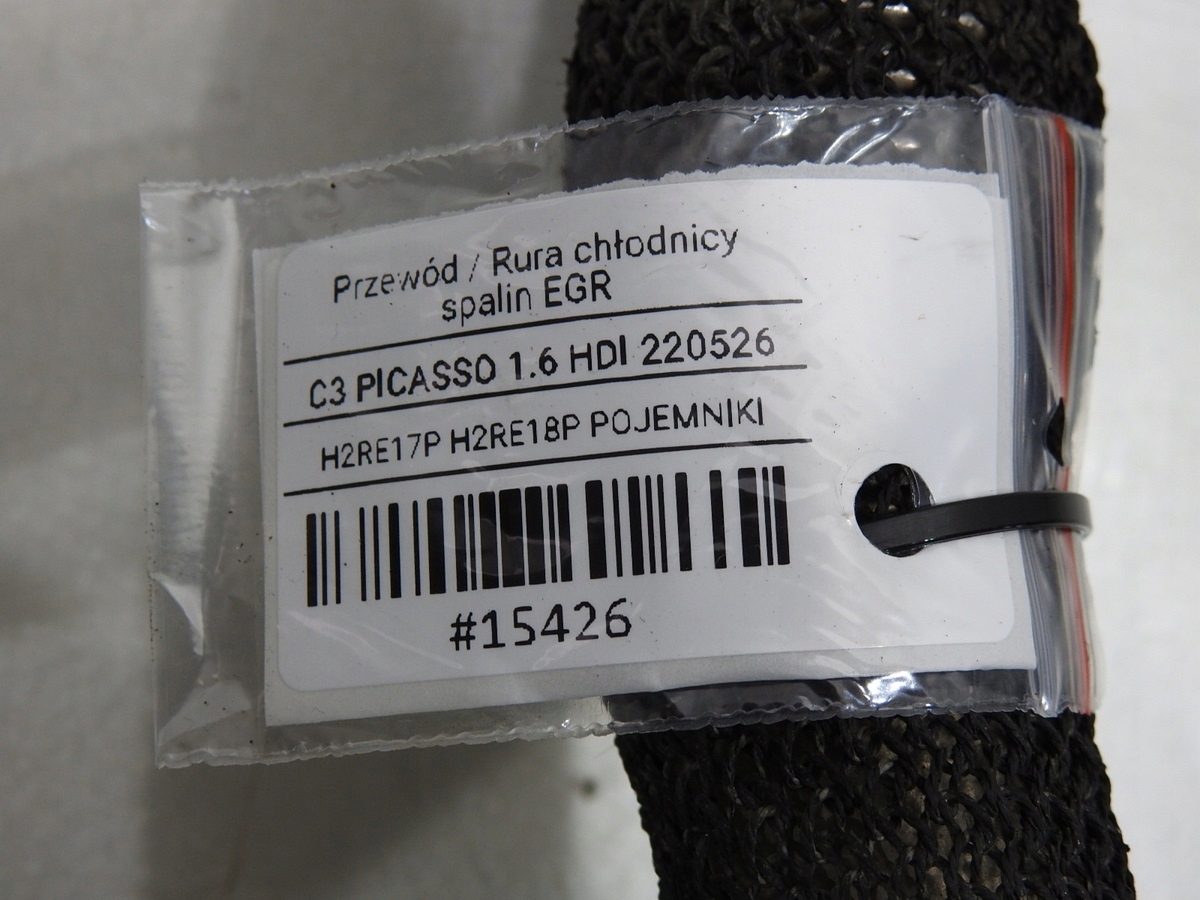 Przewód / Rura chłodnicy
spalin EGR
C3 PICASSO 1.6 HDI 220526
H2RE17P H2RE18P POJEMNIKI
#15426